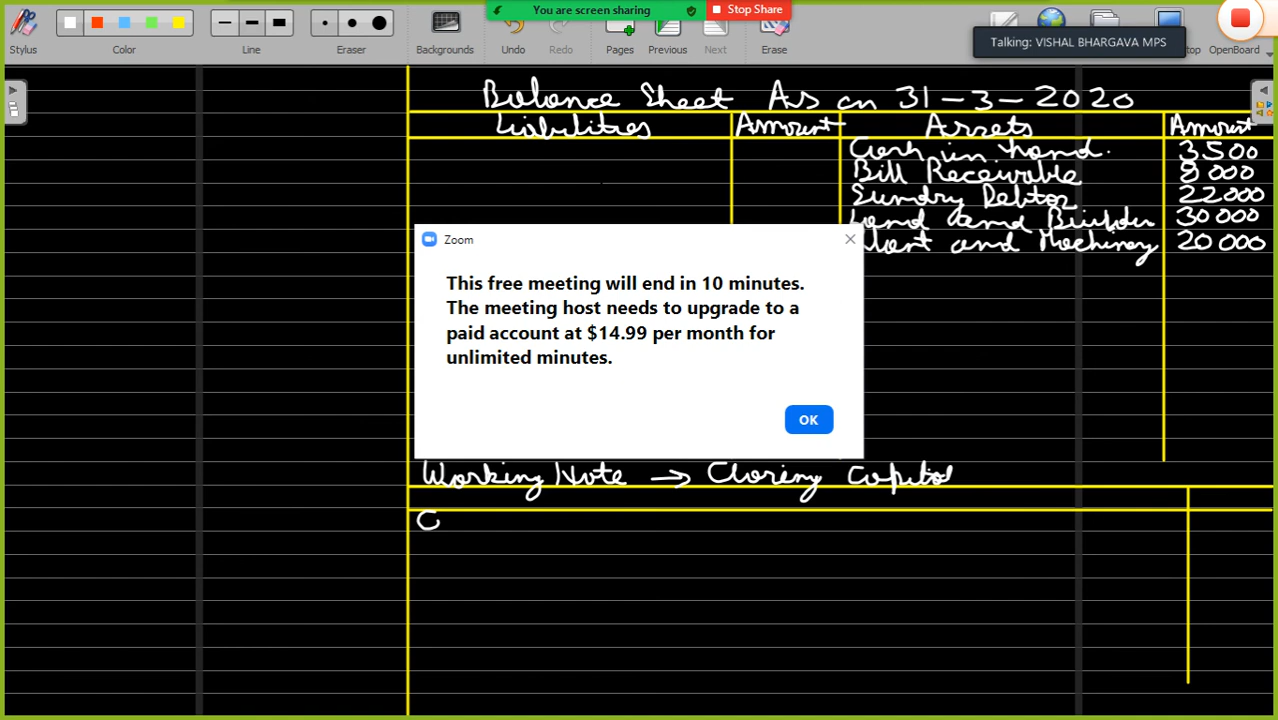 You are screen sharing
Stop Share
Stylus
Color
Line
Eraser
Backgrounds
Undo
Redo
Pages
Previous
Next
Erase
OpenBoard
Talking: VISHAL BHARGAVA MPS
Balance Sheet As on 31-3-2020
Liabilities Amount Assets Amount
Cash in hand. 3500
Bill Receivable 8000
Sundry Debtor 22000
and 30000
and Machinery 20000
Zoom
This free meeting will end in 10 minutes.
The meeting host needs to upgrade to a
paid account at $14.99 per month for
unlimited minutes.
OK
Working Note → Closing Capital
C